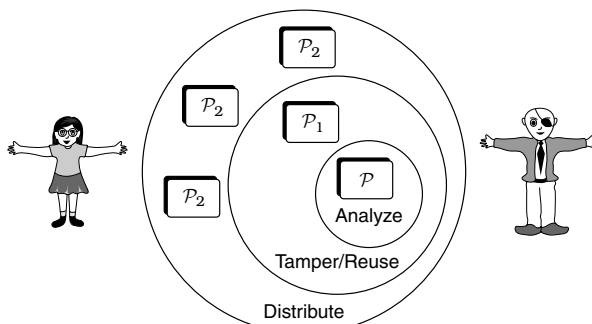 𝒫₂
𝒫₂
𝒫₁
𝒫
𝒫₂
Analyze
Tamper/Reuse
Distribute